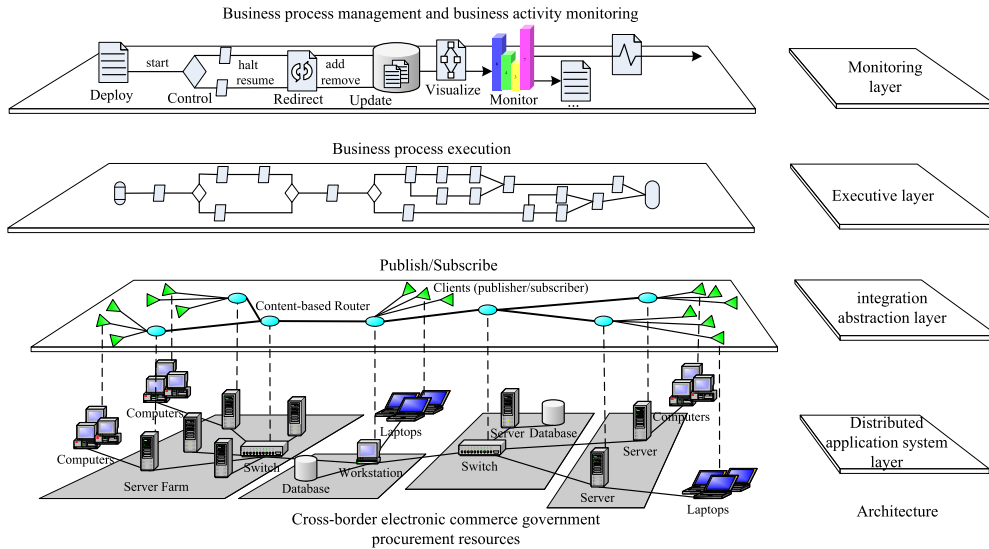 Business process management and business activity monitoring
start
halt
resume
add
remove
Deploy
Control
Redirect
Update
Visualize
Monitor
...
Monitoring
layer
Business process execution
Executive layer
Publish/Subscribe
Clients (publisher/subscriber)
Content-based Router
integration
abstraction layer
Computers
Computers
Server Farm
Switch
Database
Workstation
Laptops
Switch
Server
Database
Server
Computers
Server
Laptops
Distributed
application system
layer
Cross-border electronic commerce government
procurement resources
Architecture